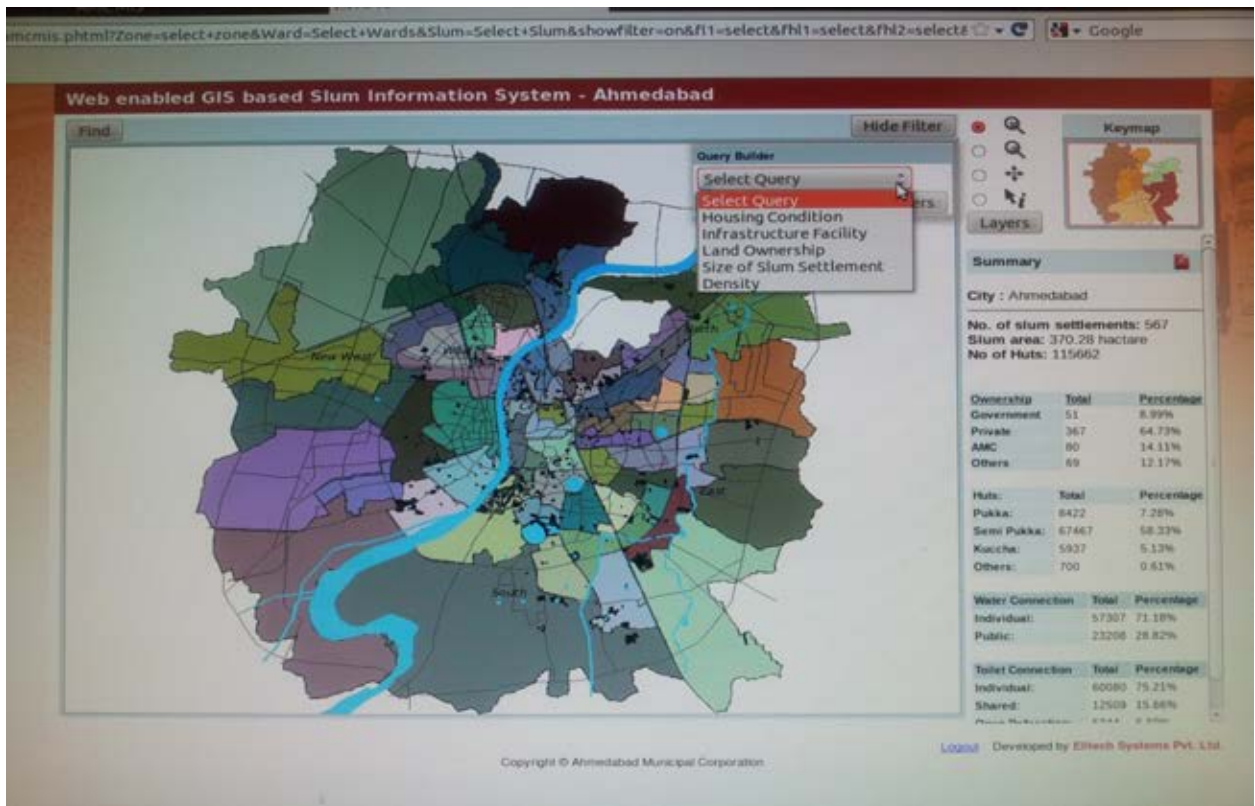 mcmis.phtml?Zone=select+zone&Ward=Select+Wards&Slum=Select+Slum&showfilter=on&fl1=select&fhl1=select&fhl2=select&
Google
Web enabled GIS based Slum Information System - Ahmedabad
Find
Hide Filter
Query Builder
Select Query
Select Query
Housing Condition
Infrastructure Facility
Land Ownership
Size of Slum Settlement
Density
Layers
Keymap
New West
West
North
East
South
Summary
City : Ahmedabad
No. of slum settlements: 567
Slum area: 370.28 hactare
No of Huts: 115662
Ownership Total Percentage
Government 51 8.99%
Private 367 64.73%
AMC 80 14.11%
Others 69 12.17%
Huts: Total Percentage
Pukka: 8422 7.28%
Semi Pukka: 67467 58.33%
Kuccha: 5937 5.13%
Others: 700 0.61%
Water Connection Total Percentage
Individual: 57307 71.18%
Public: 23208 28.82%
Toilet Connection Total Percentage
Individual: 60080 75.21%
Shared: 12509 15.66%
Logout Developed by Elitech Systems Pvt. Ltd.
Copyright © Ahmedabad Municipal Corporation